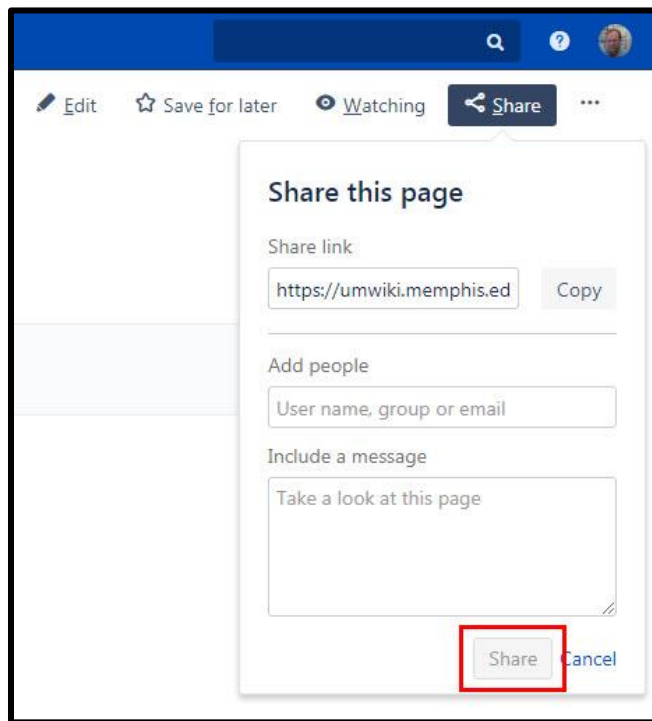 Edit Save for later Watching Share ...
Share this page
Share link
https://umwiki.memphis.ed Copy
Add people
User name, group or email
Include a message
Take a look at this page
Share Cancel